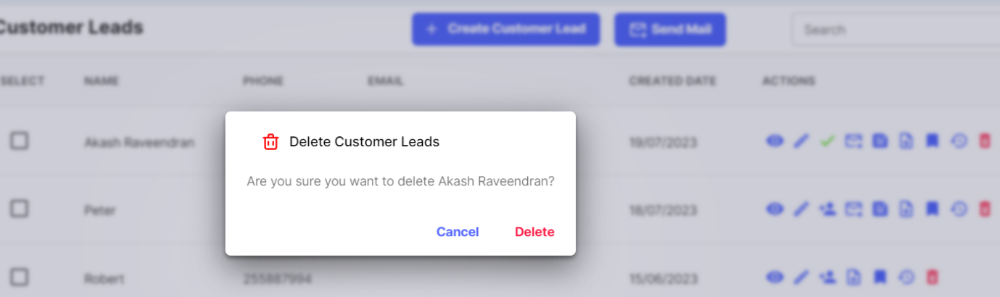 Customer Leads
+ Create Customer Lead
Send Mail
Search
SELECT NAME PHONE EMAIL CREATED DATE ACTIONS
Delete Customer Leads
Akash Raveendran 19/07/2023
Are you sure you want to delete Akash Raveendran?
Peter 18/07/2023
Cancel Delete
Robert 255887994 15/06/2023